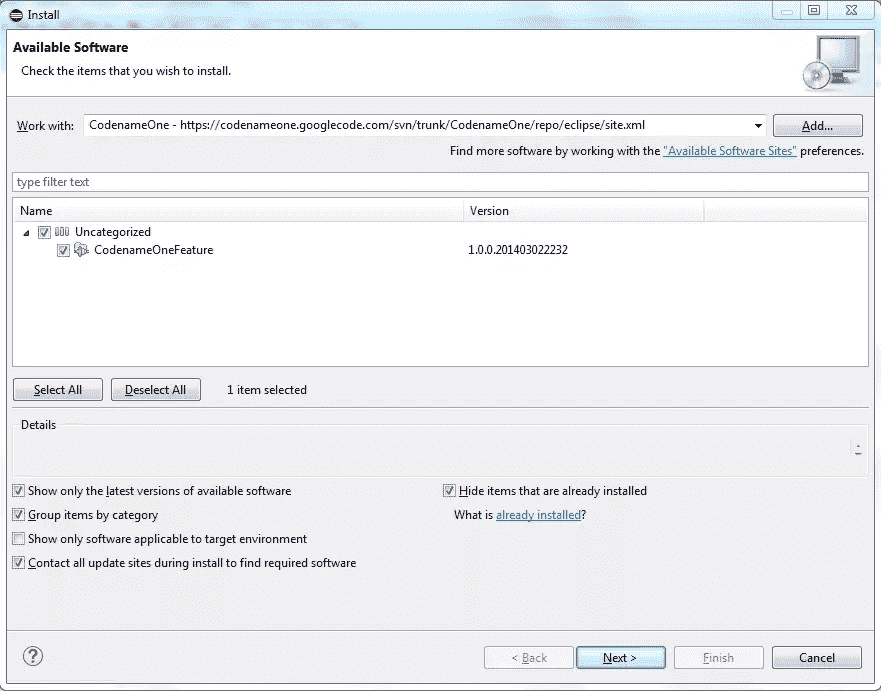 Install
Available Software
Check the items that you wish to install.
Work with: CodenameOne - https://codenameone.googlecode.com/svn/trunk/CodenameOne/repo/eclipse/site.xml Add...
Find more software by working with the "Available Software Sites" preferences.
type filter text
Name Version
Uncategorized
CodenameOneFeature 1.0.0.201403022232
Select All Deselect All 1 item selected
Details
Show only the latest versions of available software Hide items that are already installed
Group items by category What is already installed?
Show only software applicable to target environment
Contact all update sites during install to find required software
? < Back Next > Finish Cancel